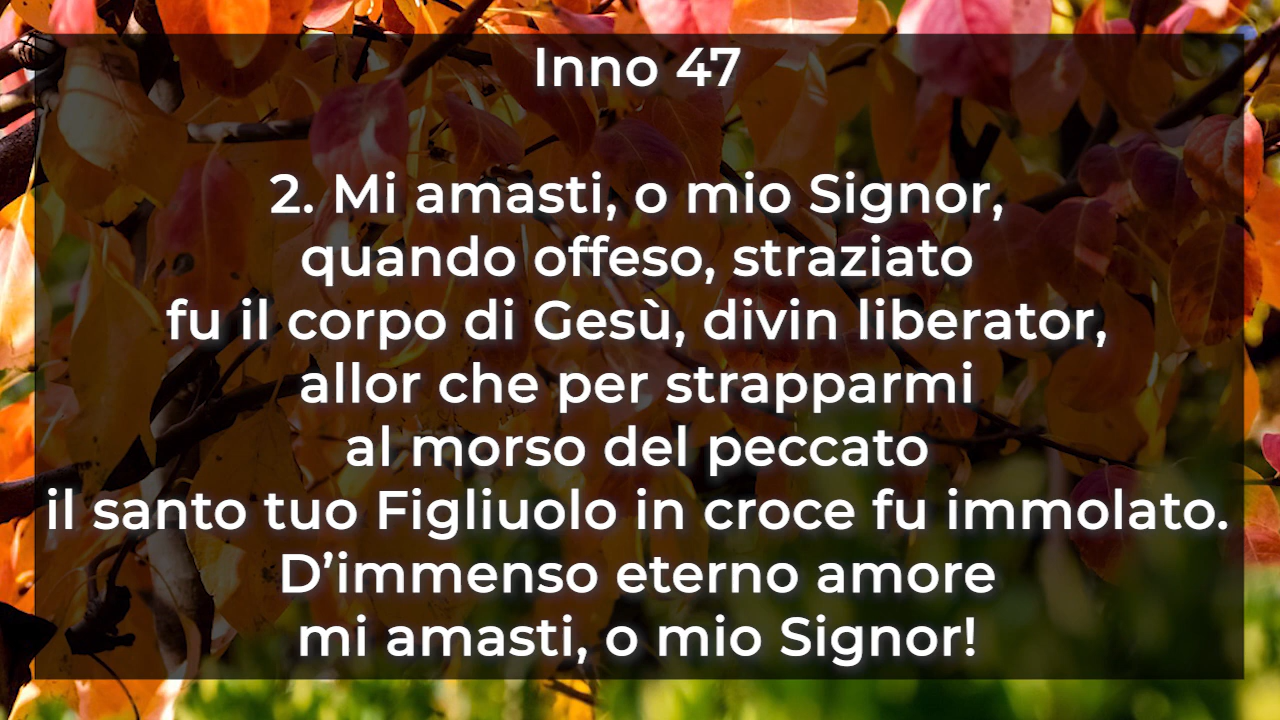 Inno 47
2. Mi amasti, o mio Signor,
quando offeso, straziato
fu il corpo di Gesù, divin liberator,
allor che per strapparmi
al morso del peccato
il santo tuo Figliuolo in croce fu immolato.
D’immenso eterno amore
mi amasti, o mio Signor!